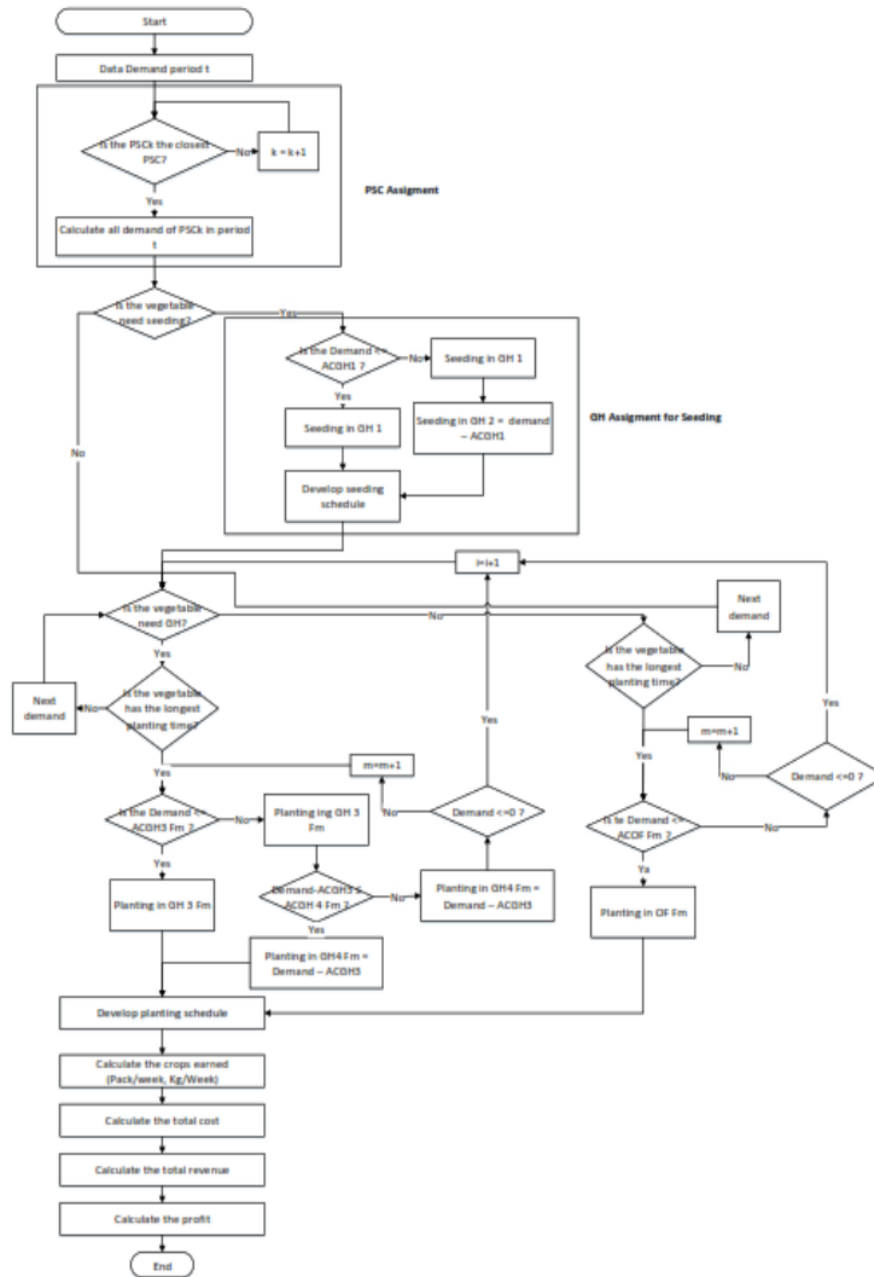 Start
Data Demand period t
Is the PSCk the closest
PSC?
No
k = k+1
Yes
PSC Assigment
Calculate all demand of PSCk in period
t
Is the vegetable
need seeding?
Yes
Is the Demand <=
ACGH1 ?
No
Seeding in GH 1
Yes
Seeding in GH 1
Seeding in GH 2 = demand
– ACGH1
GH Assigment for Seeding
No
Develop seeding
schedule
i=i+1
Is the vegetable
need GH?
No
Next
demand
Yes
Is the vegetable
has the longest
planting time?
No
Next
demand
No
Is the vegetable
has the longest
planting time?
Yes
Yes
m=m+1
Yes
m=m+1
Yes
No
Demand <=0 ?
Is the Demand <=
ACGH3 Fm ?
No
Planting ing GH 3
Fm
No
Demand <=0 ?
Is te Demand <=
ACOF Fm ?
No
Yes
Ya
Planting in GH 3 Fm
Demand-ACGH3 ≤
ACGH 4 Fm ?
No
Planting in GH4 Fm =
Demand – ACGH3
Planting in OF Fm
Yes
Planting in GH4 Fm =
Demand – ACGH3
Develop planting schedule
Calculate the crops earned
(Pack/week, Kg/Week)
Calculate the total cost
Calculate the total revenue
Calculate the profit
End